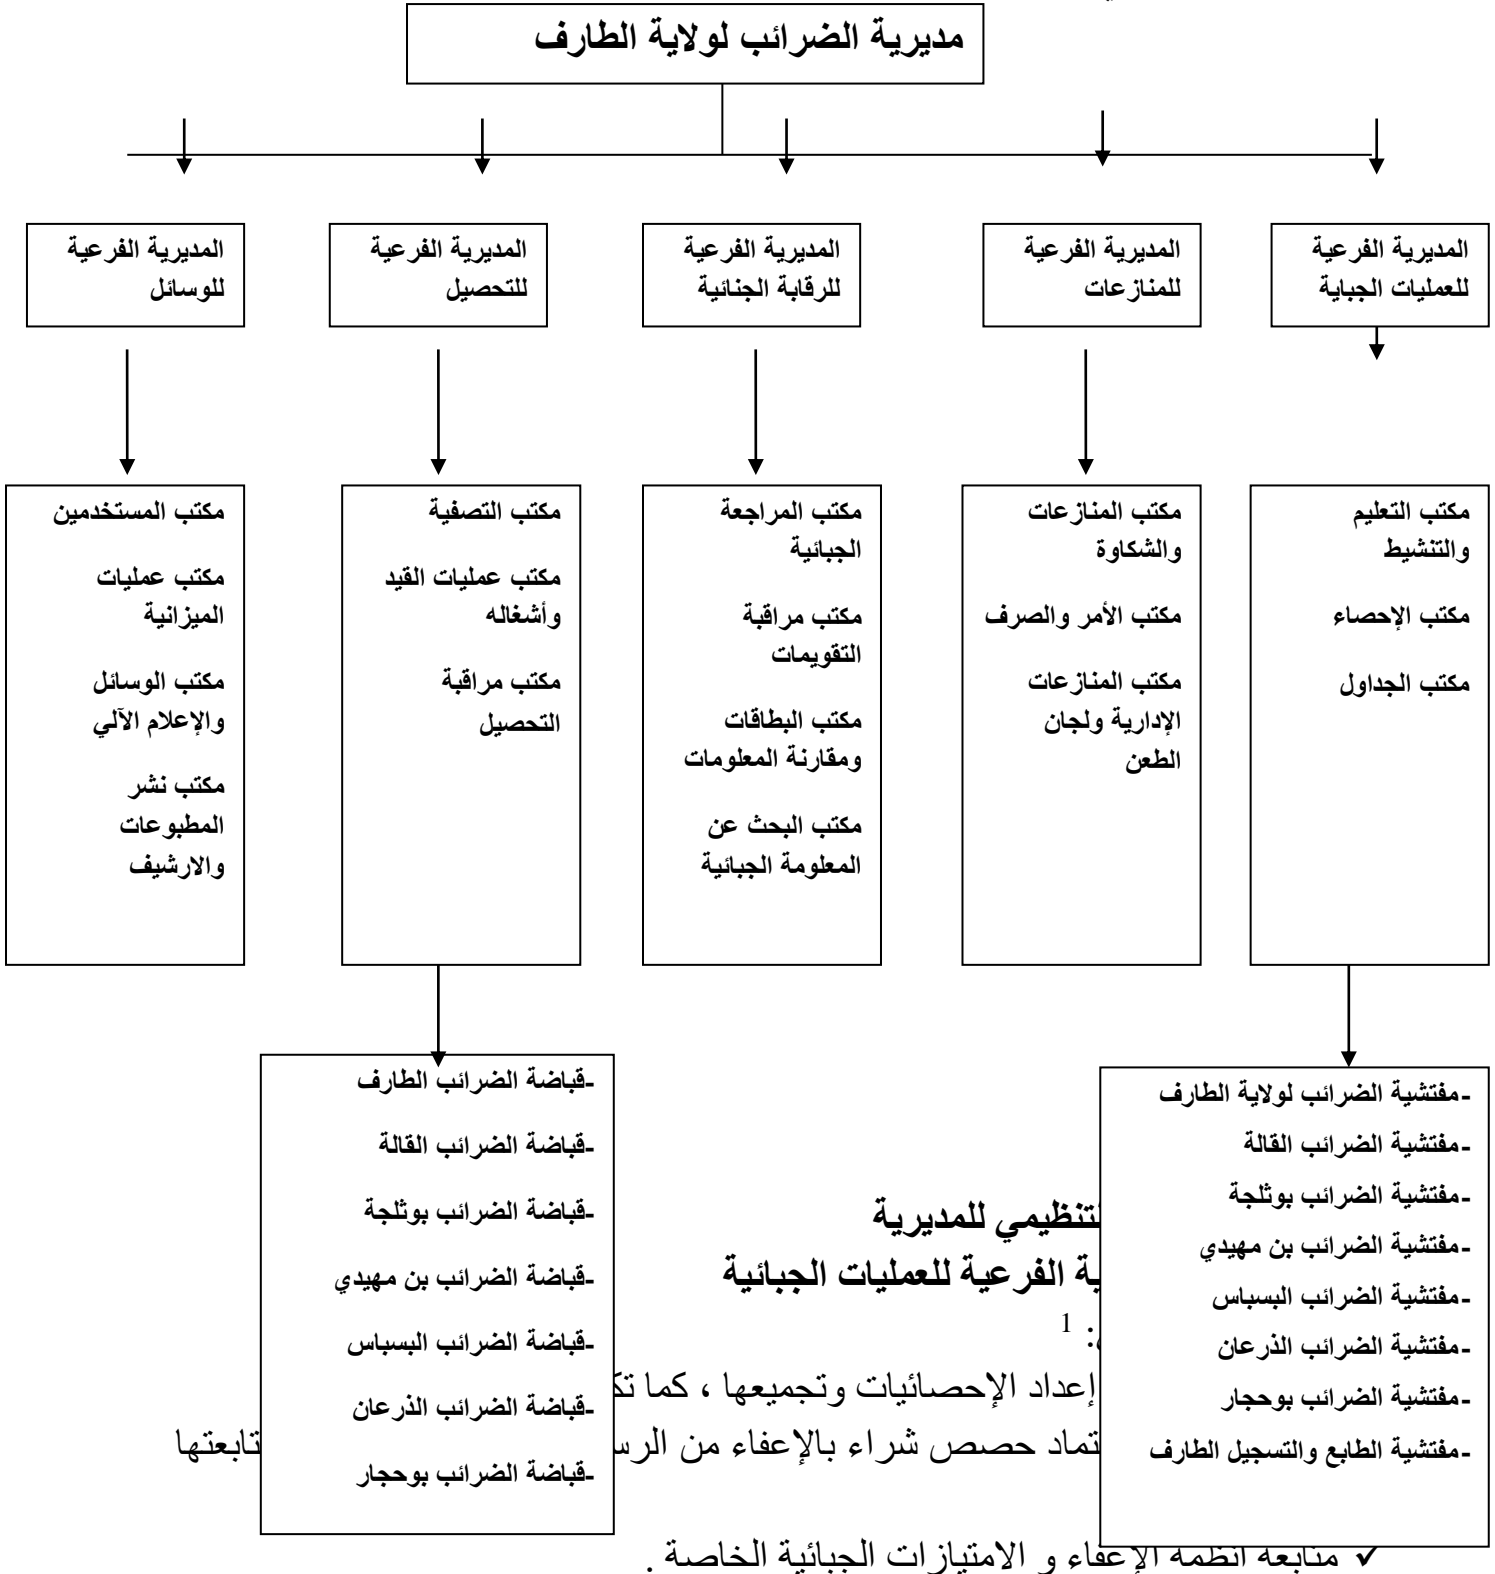 مديرية الضرائب لولاية الطارف
المديرية الفرعية
للعمليات الجباية
المديرية الفرعية
للمنازعات
المديرية الفرعية
للرقابة الجنائية
المديرية الفرعية
للتحصيل
المديرية الفرعية
للوسائل
مكتب التعليم
والتنشيط
مكتب الإحصاء
مكتب الجداول
مكتب المنازعات
والشكاوة
مكتب الأمر والصرف
مكتب المنازعات
الإدارية ولجان
الطعن
مكتب المراجعة
الجبائية
مكتب مراقبة
التقويمات
مكتب البطاقات
ومقارنة المعلومات
مكتب البحث عن
المعلومة الجبائية
مكتب التصفية
مكتب عمليات القيد
وأشغاله
مكتب مراقبة
التحصيل
مكتب المستخدمين
مكتب عمليات
الميزانية
مكتب الوسائل
والإعلام الآلي
مكتب نشر
المطبوعات
والارشيف
-مفتشية الضرائب لولاية الطارف
-مفتشية الضرائب القالة
-مفتشية الضرائب بوثلجة
-مفتشية الضرائب بن مهيدي
-مفتشية الضرائب البسباس
-مفتشية الضرائب الذرعان
-مفتشية الضرائب بوحجار
-مفتشية الطابع والتسجيل الطارف
-قباضة الضرائب الطارف
-قباضة الضرائب القالة
-قباضة الضرائب بوثلجة
-قباضة الضرائب بن مهيدي
-قباضة الضرائب البسباس
-قباضة الضرائب الذرعان
-قباضة الضرائب بوحجار
للمديرية
الفرعية للعمليات الجبائية
: 1
إعداد الإحصائيات وتجميعها ، كما
حصص شراء بالإعفاء من
✓ متابعة أنظمة الإعفاء و الامتيازات الجبائية الخاصة .